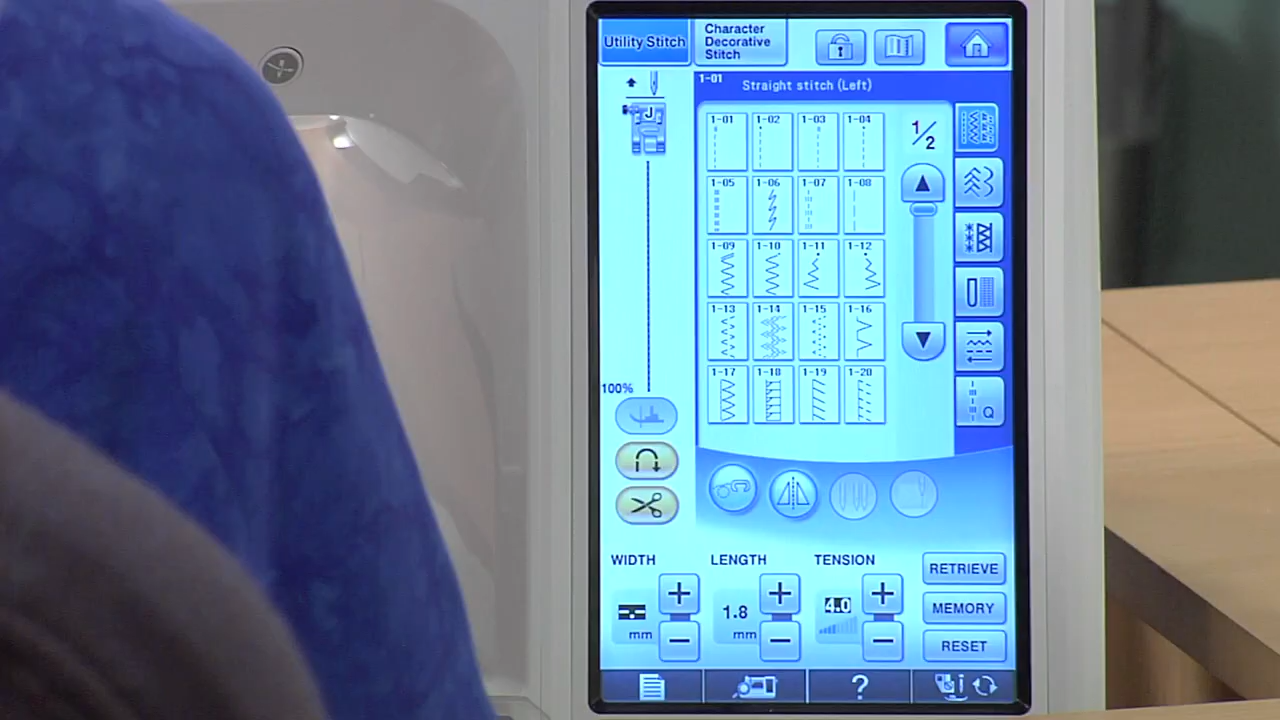 Utility Stitch
Character
Decorative
Stitch
1-01
Straight stitch (Left)
J
1-01 1-02 1-03 1-04
1/2
1-05 1-06 1-07 1-08
1-09 1-10 1-11 1-12
1-13 1-14 1-15 1-16
1-17 1-18 1-19 1-20
100%
Q
WIDTH LENGTH TENSION
RETRIEVE
+ + +
1.8 4.0
MEMORY
mm mm
- - -
RESET
?